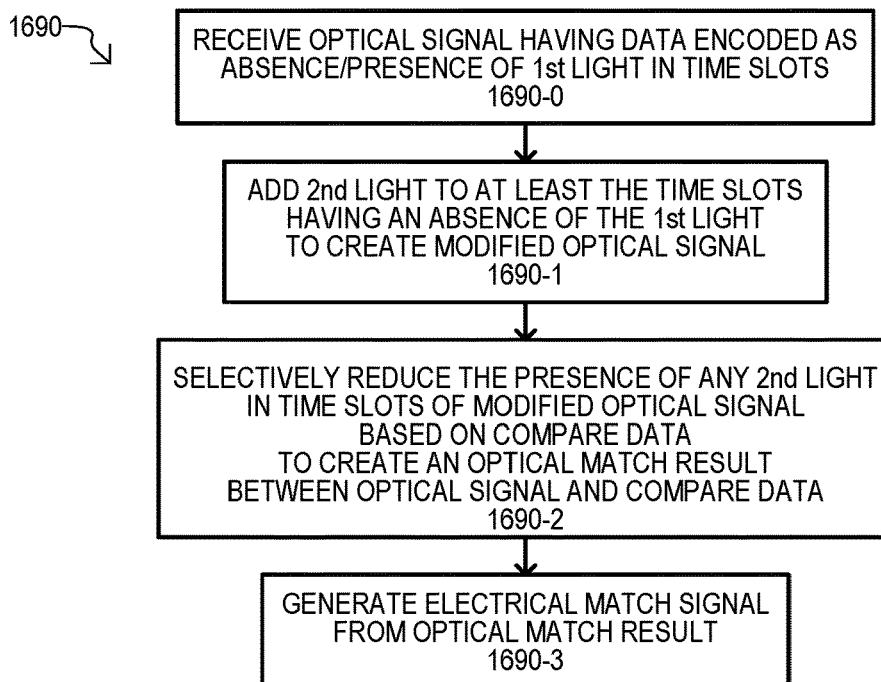 1690
RECEIVE OPTICAL SIGNAL HAVING DATA ENCODED AS
ABSENCE/PRESENCE OF 1st LIGHT IN TIME SLOTS
1690-0
ADD 2nd LIGHT TO AT LEAST THE TIME SLOTS
HAVING AN ABSENCE OF THE 1st LIGHT
TO CREATE MODIFIED OPTICAL SIGNAL
1690-1
SELECTIVELY REDUCE THE PRESENCE OF ANY 2nd LIGHT
IN TIME SLOTS OF MODIFIED OPTICAL SIGNAL
BASED ON COMPARE DATA
TO CREATE AN OPTICAL MATCH RESULT
BETWEEN OPTICAL SIGNAL AND COMPARE DATA
1690-2
GENERATE ELECTRICAL MATCH SIGNAL
FROM OPTICAL MATCH RESULT
1690-3